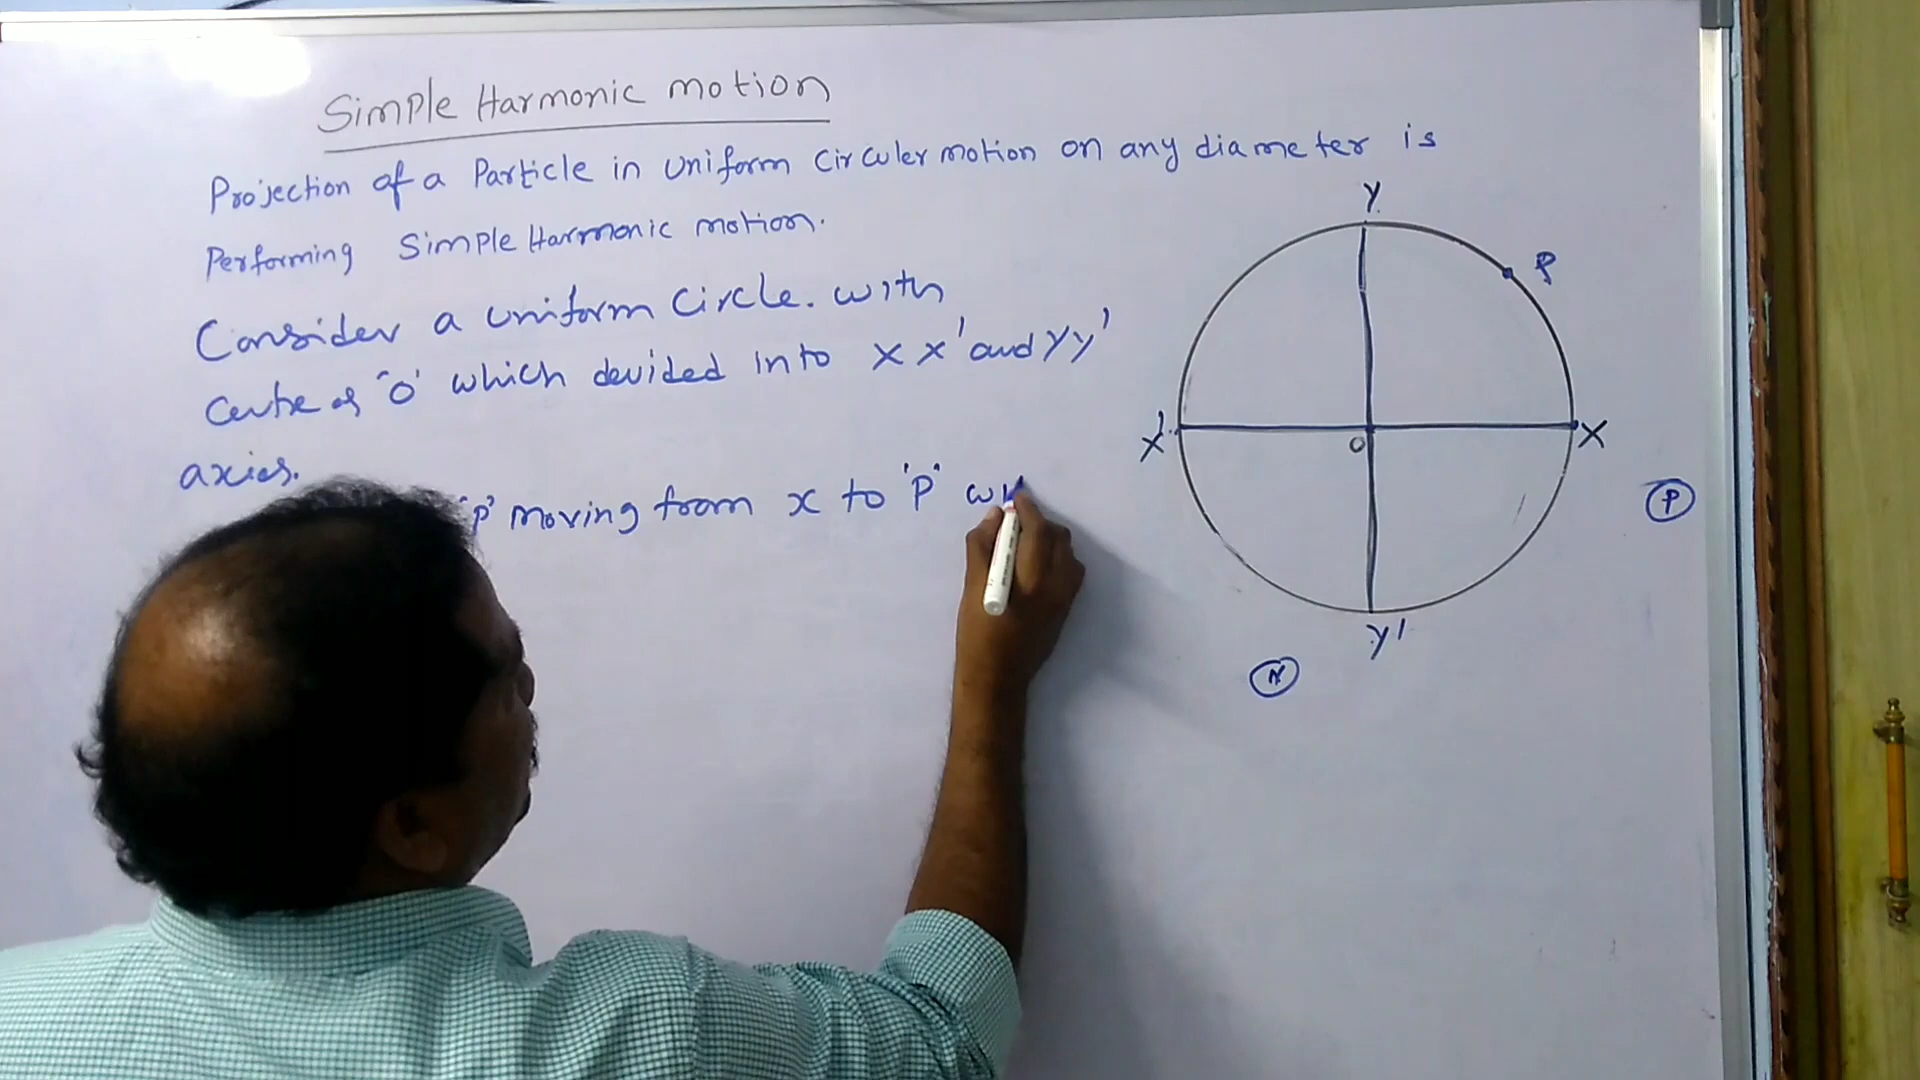 Simple Harmonic motion
Projection of a Particle in uniform circuler motion on any diameter is
Performing Simple Harmonic motion.
Consider a uniform circle. with
centre of 'O' which devided into X X' and YY'
axies.
'P' moving from x to 'P'
Y
P
X'
O
X
P
Y'
N